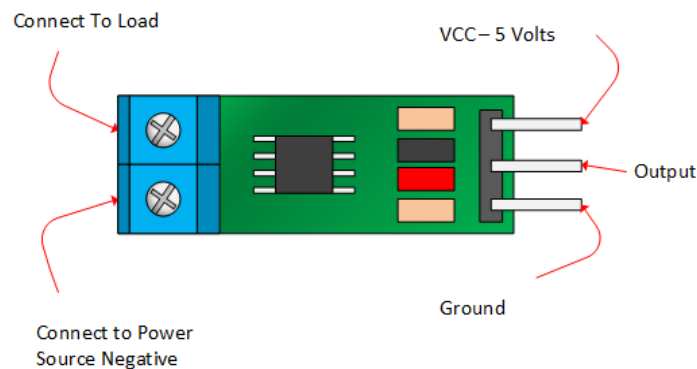 Connect To Load
VCC – 5 Volts
Output
Ground
Connect to Power
Source Negative